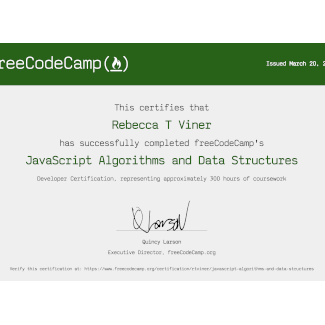 reeCodeCamp(🔥)
Issued March 20, 2
This certifies that
Rebecca T Viner
has successfully completed freeCodeCamp's
JavaScript Algorithms and Data Structures
Developer Certification, representing approximately 300 hours of coursework
QLarson
Quincy Larson
Executive Director, freeCodeCamp.org
Verify this certification at: https://www.freecodecamp.org/certification/rtviner/javascript-algorithms-and-data-structures